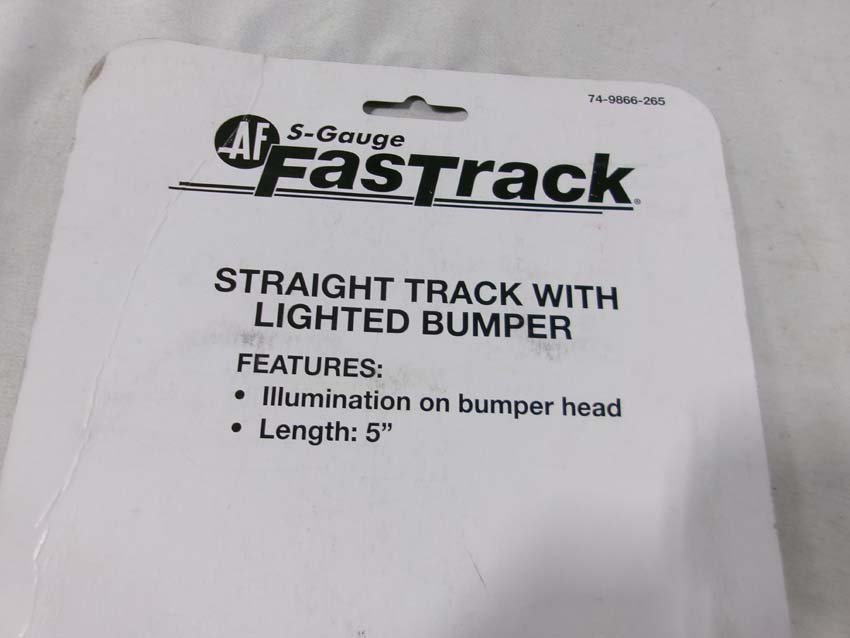 74-9866-265
AF S-Gauge
FasTrack®
STRAIGHT TRACK WITH
LIGHTED BUMPER
FEATURES:
• Illumination on bumper head
• Length: 5”